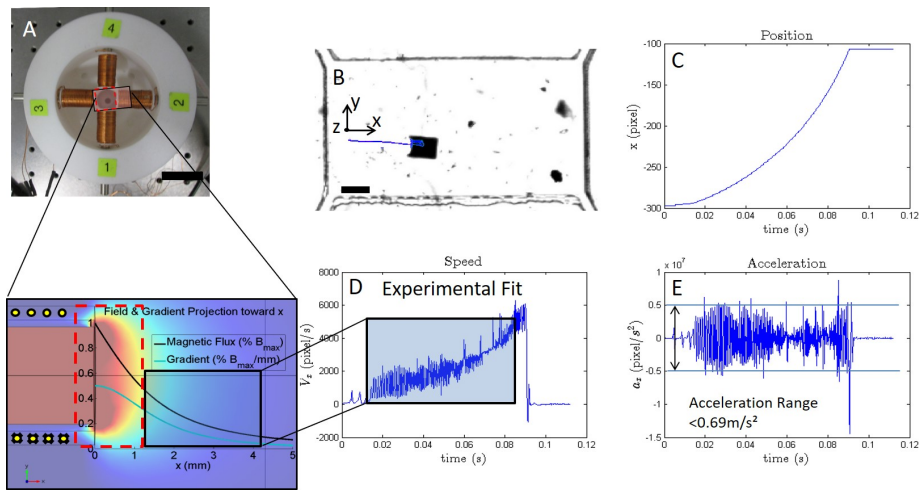 A
4
3
2
1
B
y
z
x
Position
C
-100
-200
-300
x (pixel)
0
0.02
0.04
0.06
0.08
0.1
0.12
time (s)
Field & Gradient Projection toward x
Magnetic Flux (% Bmax)
Gradient (% Bmax/mm)
1
0.8
0.6
0.4
0.2
0
1
2
3
4
5
x (mm)
Speed
D
Experimental Fit
8000
6000
4000
2000
0
-2000
Vx (pixel/s)
0
0.02
0.04
0.06
0.08
0.1
0.12
time (s)
Acceleration
E
x 10⁷
1
0.5
0
-0.5
-1
-1.5
ax (pixel/s²)
Acceleration Range
<0.69m/s²
0
0.02
0.04
0.06
0.08
0.1
0.12
time (s)